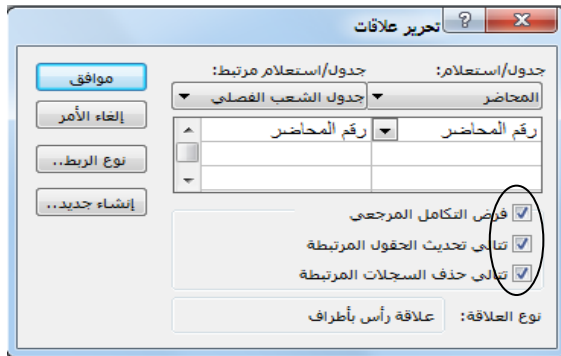 تحرير علاقات
جدول/استعلام: جدول/استعلام مرتبط:
المحاضر جدول الشعب الفصلي
رقم المحاضر رقم المحاضر
موافق
إلغاء الأمر
نوع الربط..
إنشاء جديد..
فرض التكامل المرجعي
تتالي تحديث الحقول المرتبطة
تتالي حذف السجلات المرتبطة
نوع العلاقة: علاقة رأس بأطراف